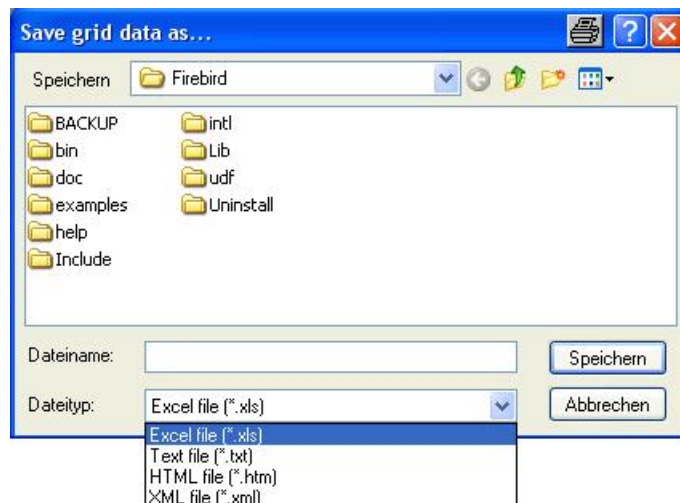 Save grid data as...
Speichern Firebird
BACKUP intl
bin Lib
doc udf
examples Uninstall
help
Include
Dateiname: Speichern
Dateityp: Excel file (*.xls) Abbrechen
Excel file (*.xls)
Text file (*.txt)
HTML file (*.htm)
XML file (*.xml)